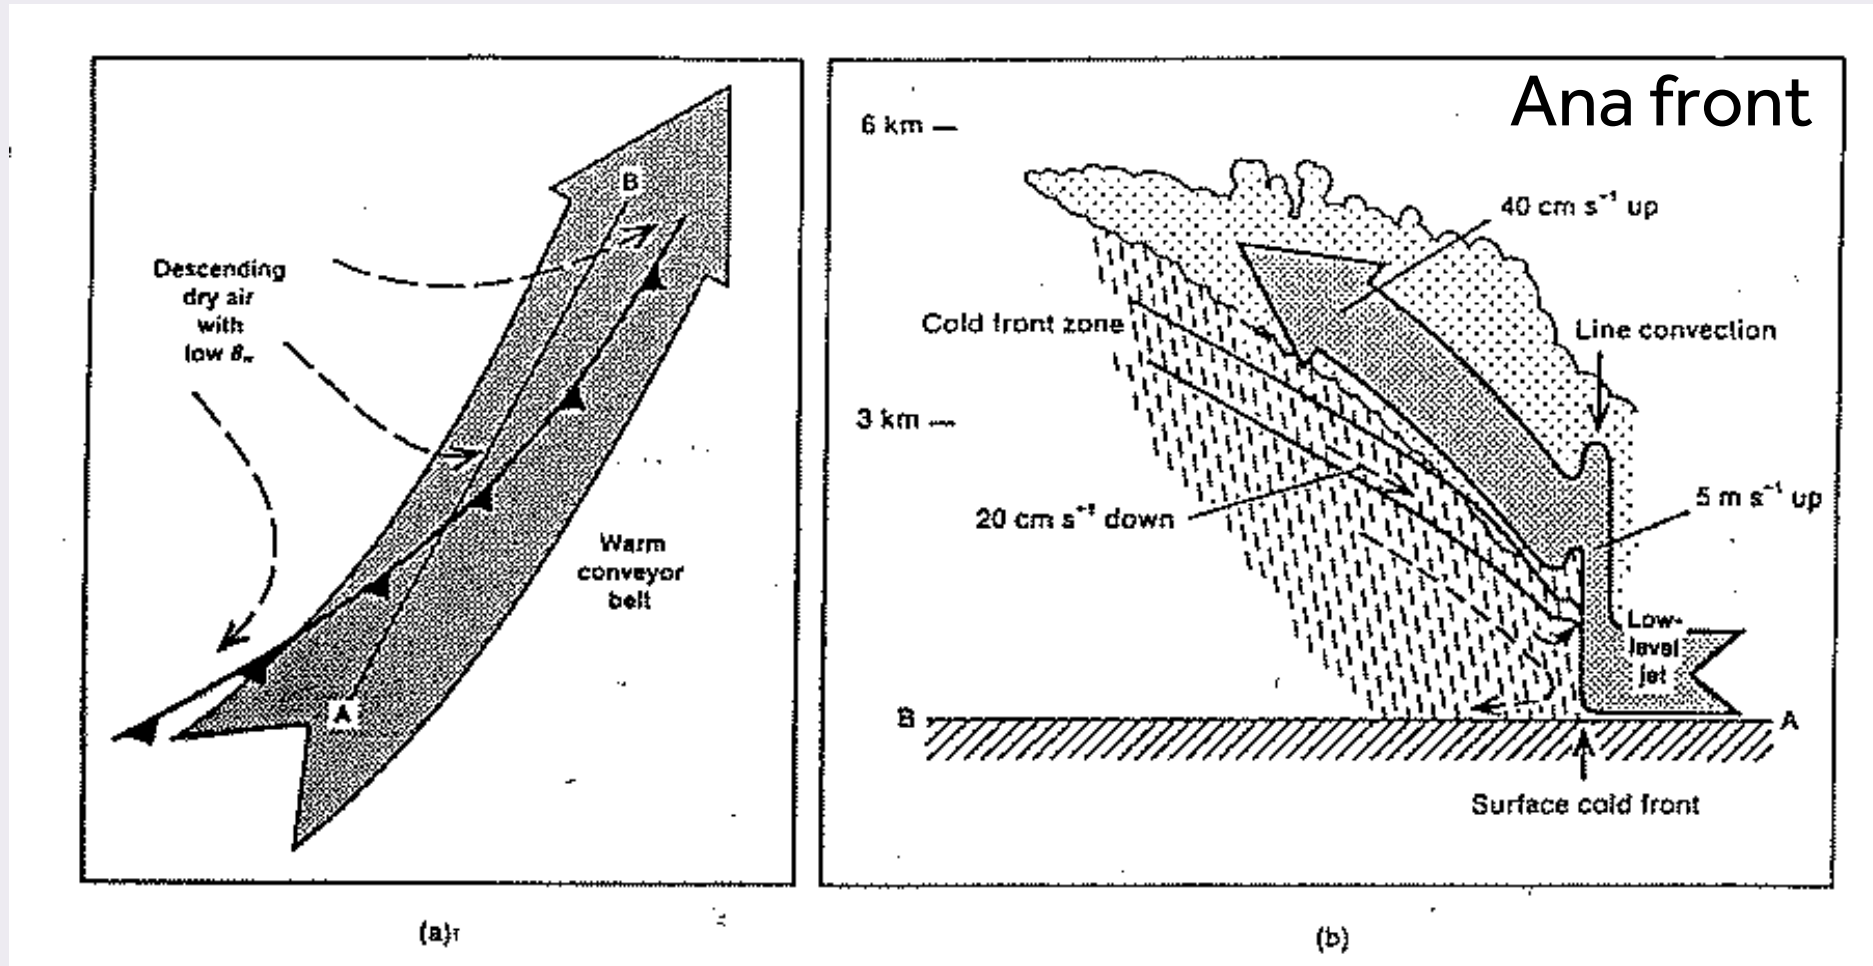 B
Descending
dry air
with
low θw
Warm
conveyor
belt
A
(a)
Ana front
6 km
40 cm s⁻¹ up
Cold front zone
Line convection
3 km
20 cm s⁻¹ down
5 m s⁻¹ up
Low-
level
jet
B
A
Surface cold front
(b)